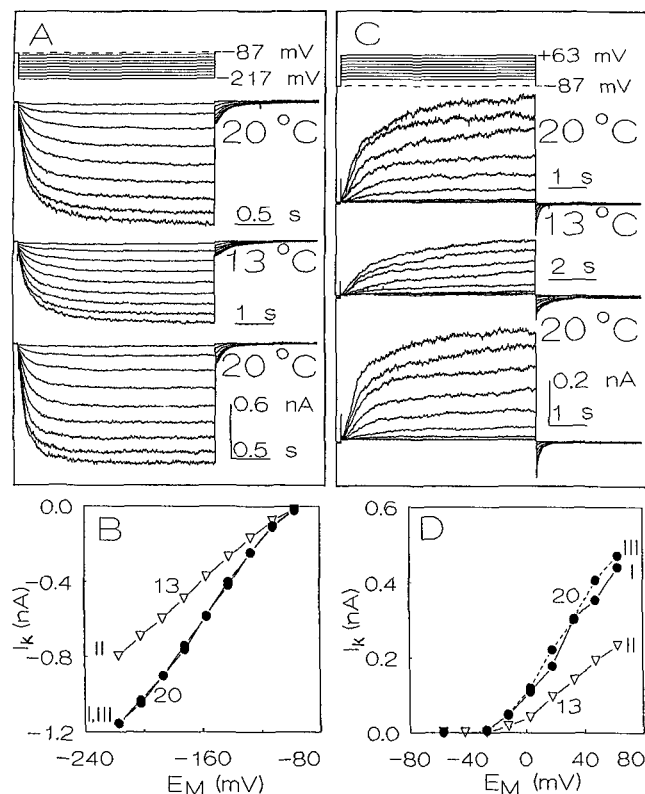 A
−87 mV
−217 mV
20 °C
0.5 s
13 °C
1 s
20 °C
0.6 nA
0.5 s
C
+63 mV
−87 mV
20 °C
1 s
13 °C
2 s
20 °C
0.2 nA
1 s
B
0.0
−0.4
−0.8
−1.2
I_k (nA)
13
20
II
I,III
−240
−160
−80
E_M (mV)
D
0.6
0.4
0.2
0.0
I_k (nA)
20
13
III
I
II
−80
−40
0
40
80
E_M (mV)